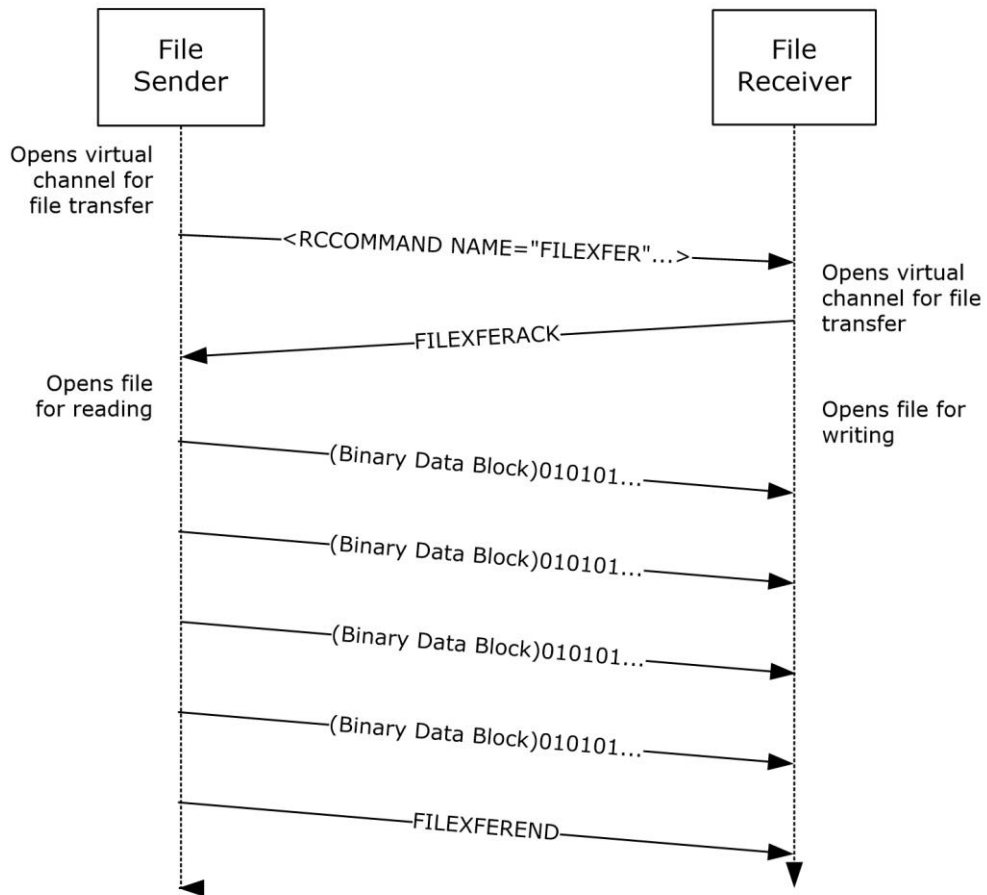 File
Sender
File
Receiver
Opens virtual
channel for
file transfer
<RCCOMMAND NAME="FILEXFER"...>
Opens virtual
channel for file
transfer
FILEXFERACK
Opens file
for reading
Opens file for
writing
(Binary Data Block)010101...
(Binary Data Block)010101...
(Binary Data Block)010101...
(Binary Data Block)010101...
FILEXFEREND